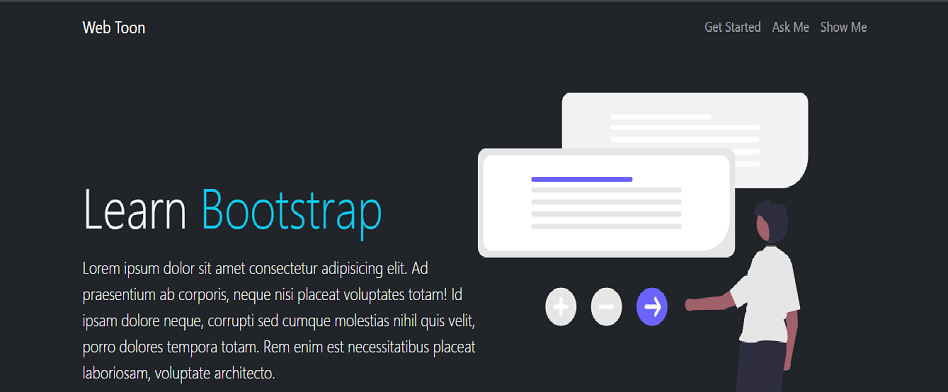 Web Toon
Get Started Ask Me Show Me
Learn Bootstrap
Lorem ipsum dolor sit amet consectetur adipisicing elit. Ad
praesentium ab corporis, neque nisi placeat voluptates totam! Id
ipsam dolore neque, corrupti sed cumque molestias nihil quis velit,
porro dolores tempora totam. Rem enim est necessitatibus placeat
laboriosam, voluptate architecto.